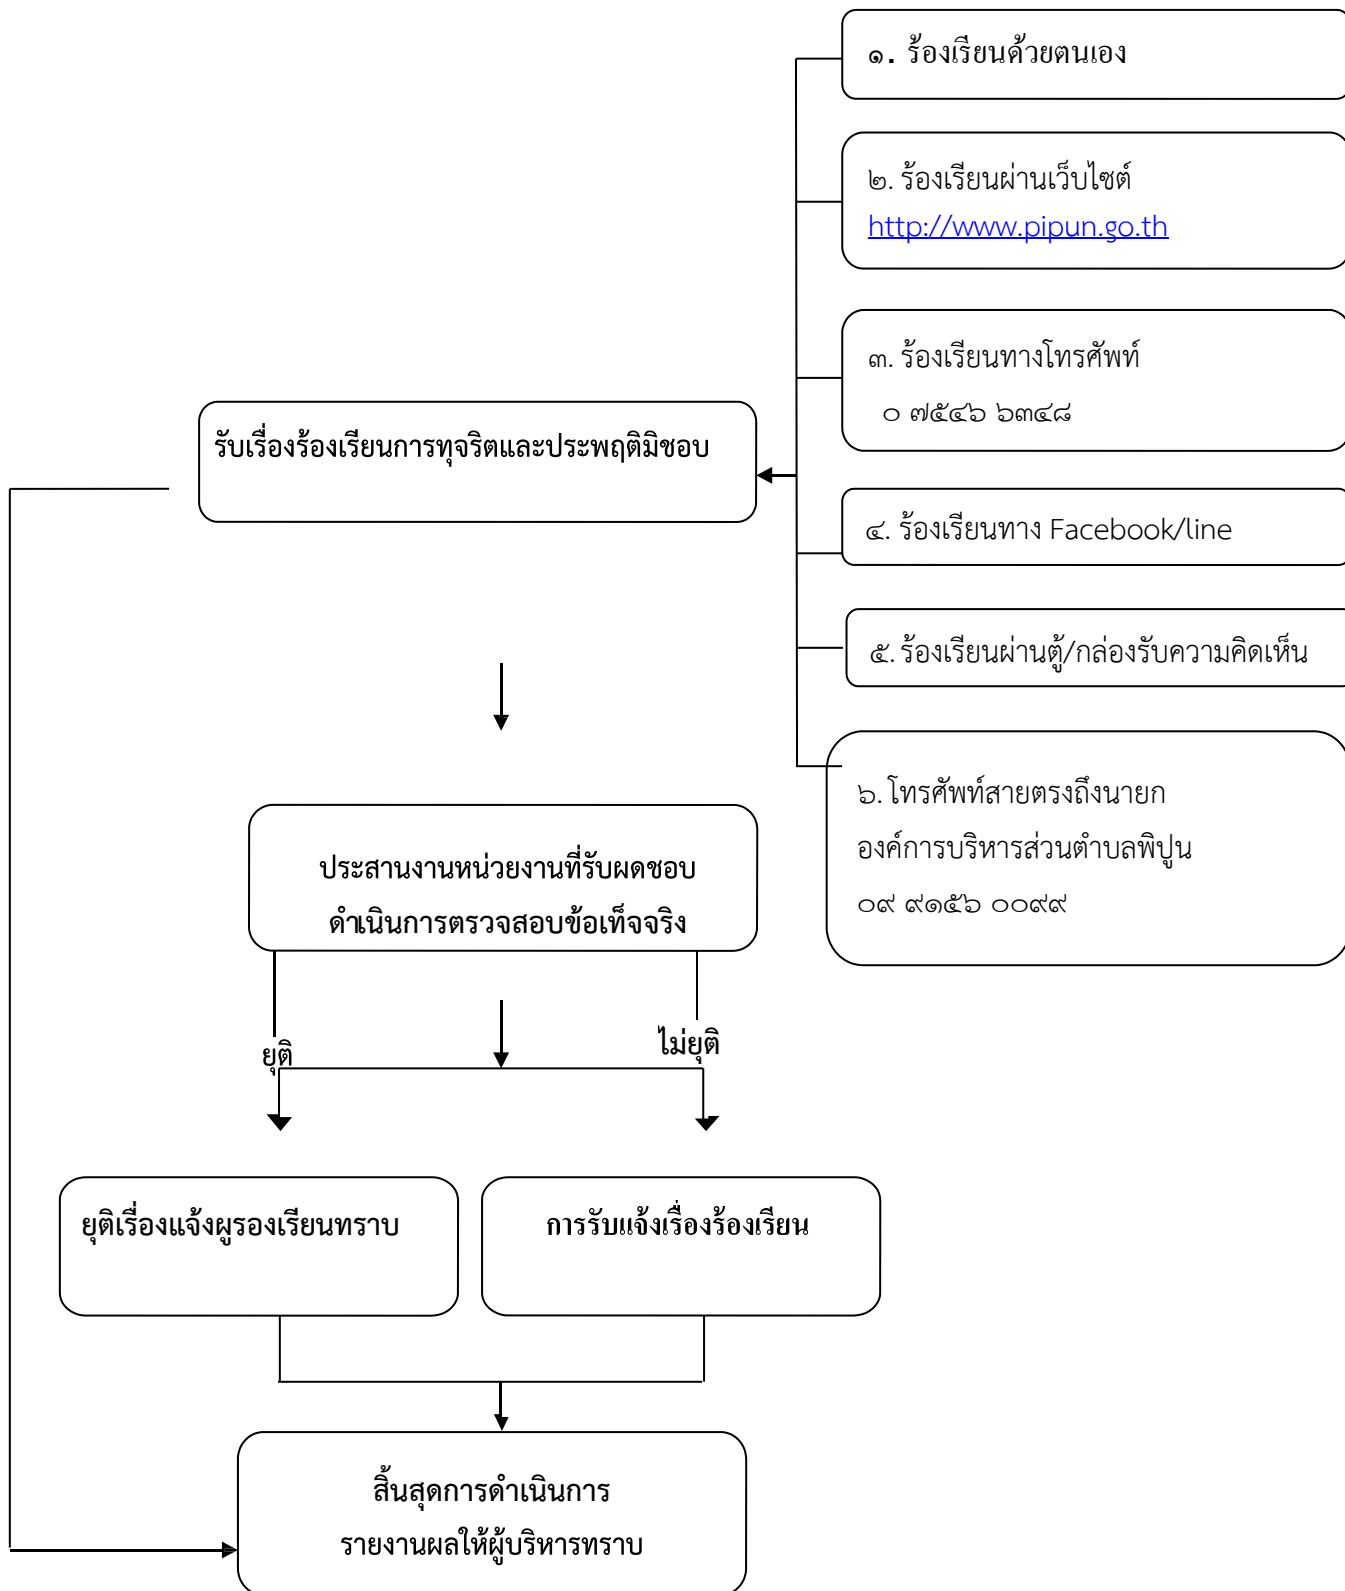 ๑. ร้องเรียนด้วยตนเอง
๒. ร้องเรียนผ่านเว็บไซต์
http://www.pipun.go.th
๓. ร้องเรียนทางโทรศัพท์
๐ ๗๕๔๖ ๖๓๔๘
รับเรื่องร้องเรียนการทุจริตและประพฤติมิชอบ
๔. ร้องเรียนทาง Facebook/line
๕. ร้องเรียนผ่านตู้/กล่องรับความคิดเห็น
๖. โทรศัพท์สายตรงถึงนายก
องค์การบริหารส่วนตำบลพิปูน
๐๙ ๙๑๕๖ ๐๐๙๙
ประสานงานหน่วยงานที่รับผดชอบ
ดำเนินการตรวจสอบข้อเท็จจริง
ยุติ
ไม่ยุติ
ยุติเรื่องแจ้งผูรองเรียนทราบ
การรับแจ้งเรื่องร้องเรียน
สิ้นสุดการดำเนินการ
รายงานผลให้ผู้บริหารทราบ